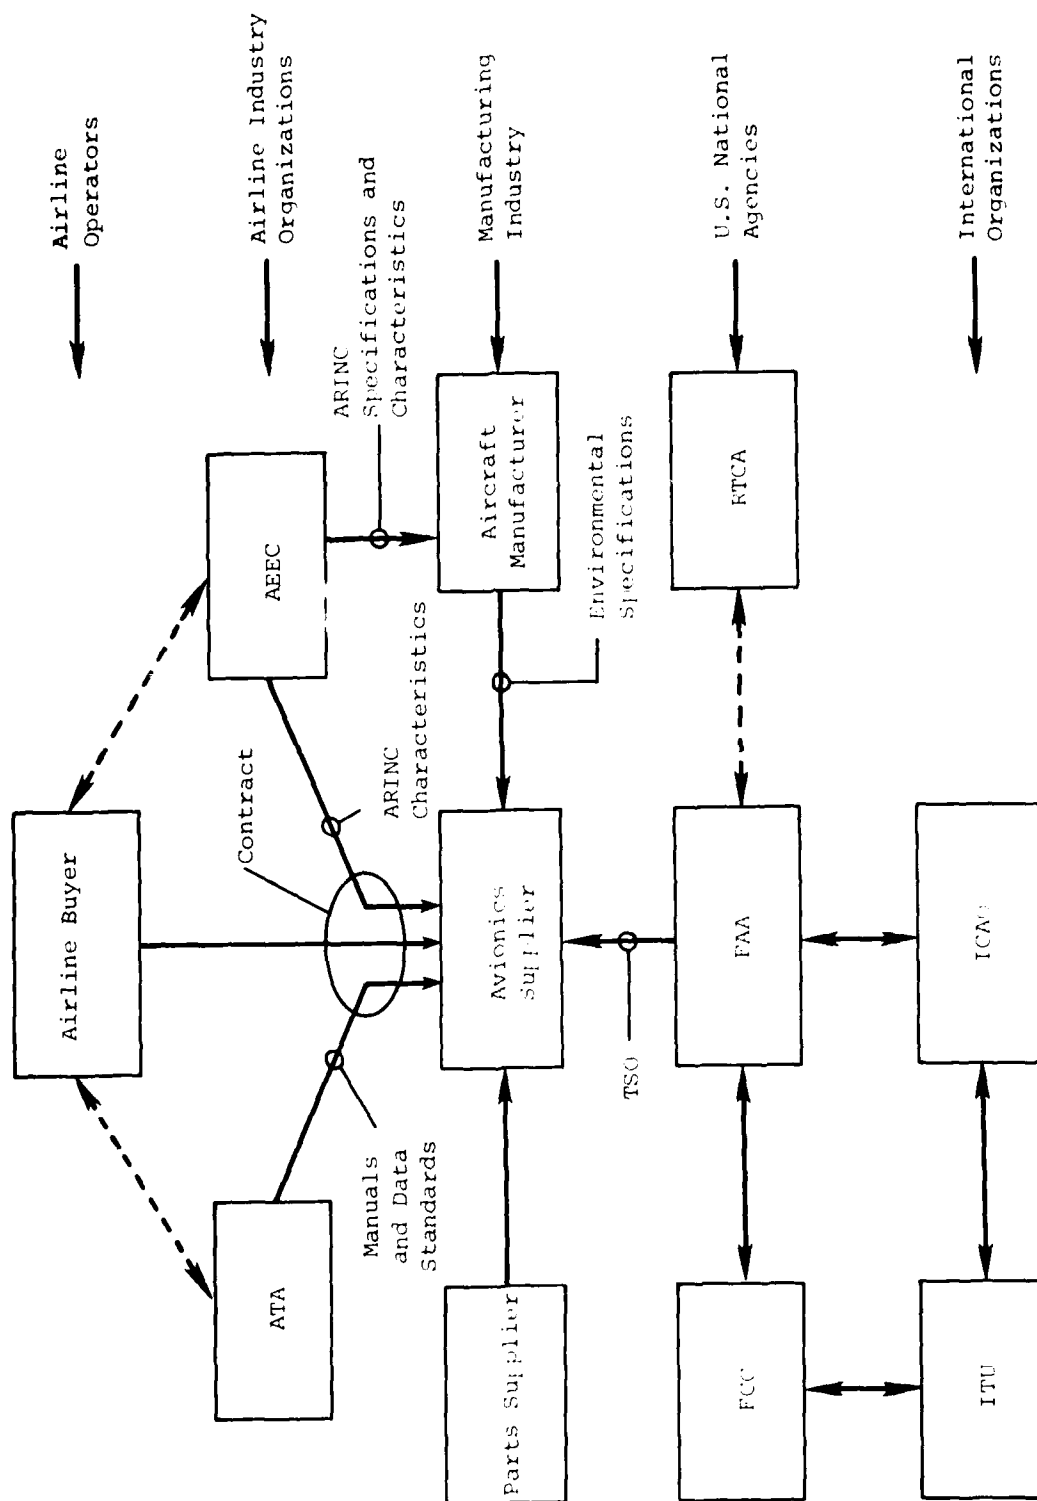 Airline Buyer
Airline
Operators
ATA
AEEC
Airline Industry
Organizations
Contract
Manuals
and Data
Standards
ARINC
Characteristics
ARINC
Specifications and
Characteristics
Parts Supplier
Avionics
Supplier
Aircraft
Manufacturer
Manufacturing
Industry
TSO
Environmental
Specifications
FCC
FAA
RTCA
U.S. National
Agencies
ITU
ICAO
International
Organizations